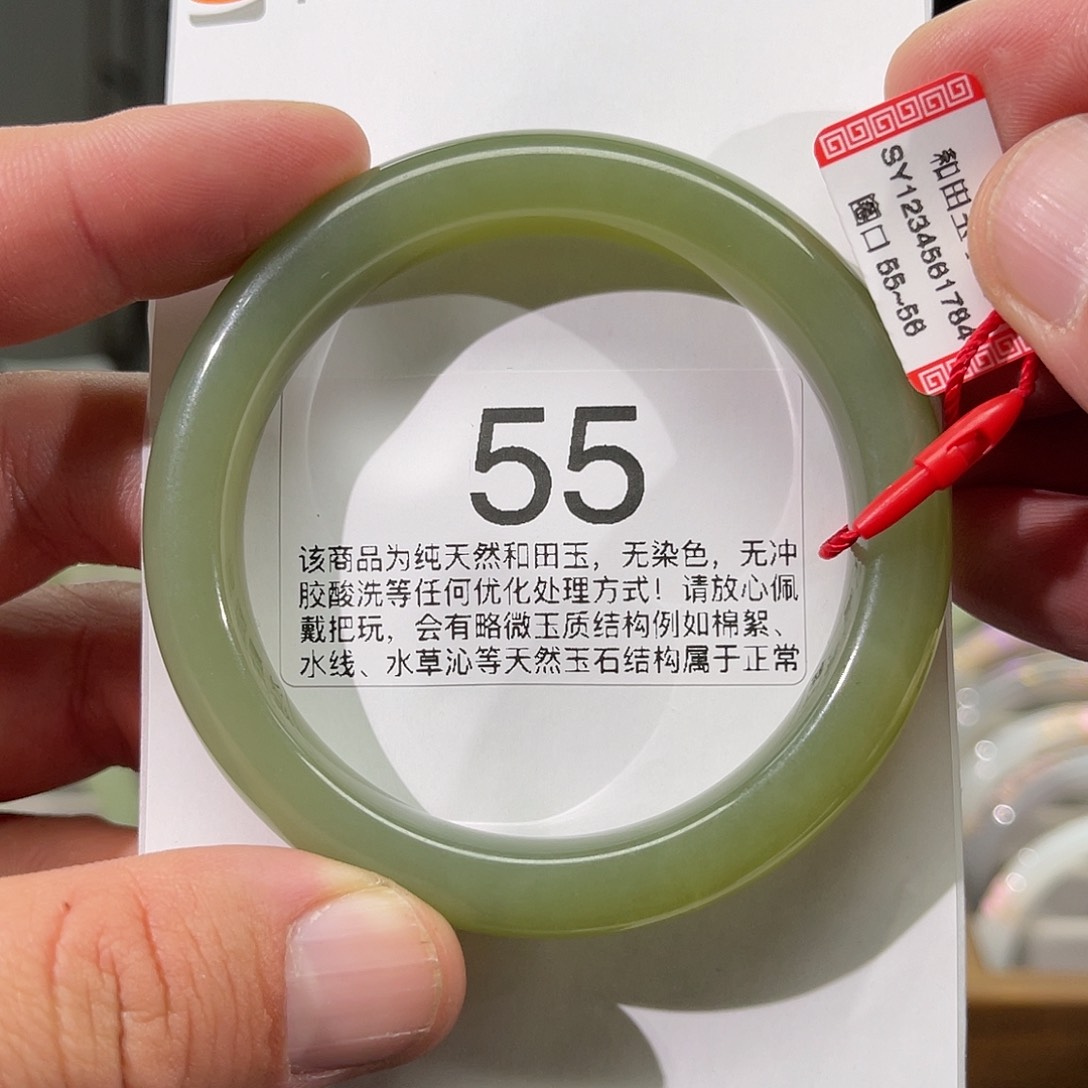 55
该商品为纯天然和田玉，无染色，无冲
胶酸洗等任何优化处理方式！请放心佩
戴把玩，会有略微玉质结构例如棉絮、
水线、水草沁等天然玉石结构属于正常
和田玉
SY1234561784
圈口 55~56